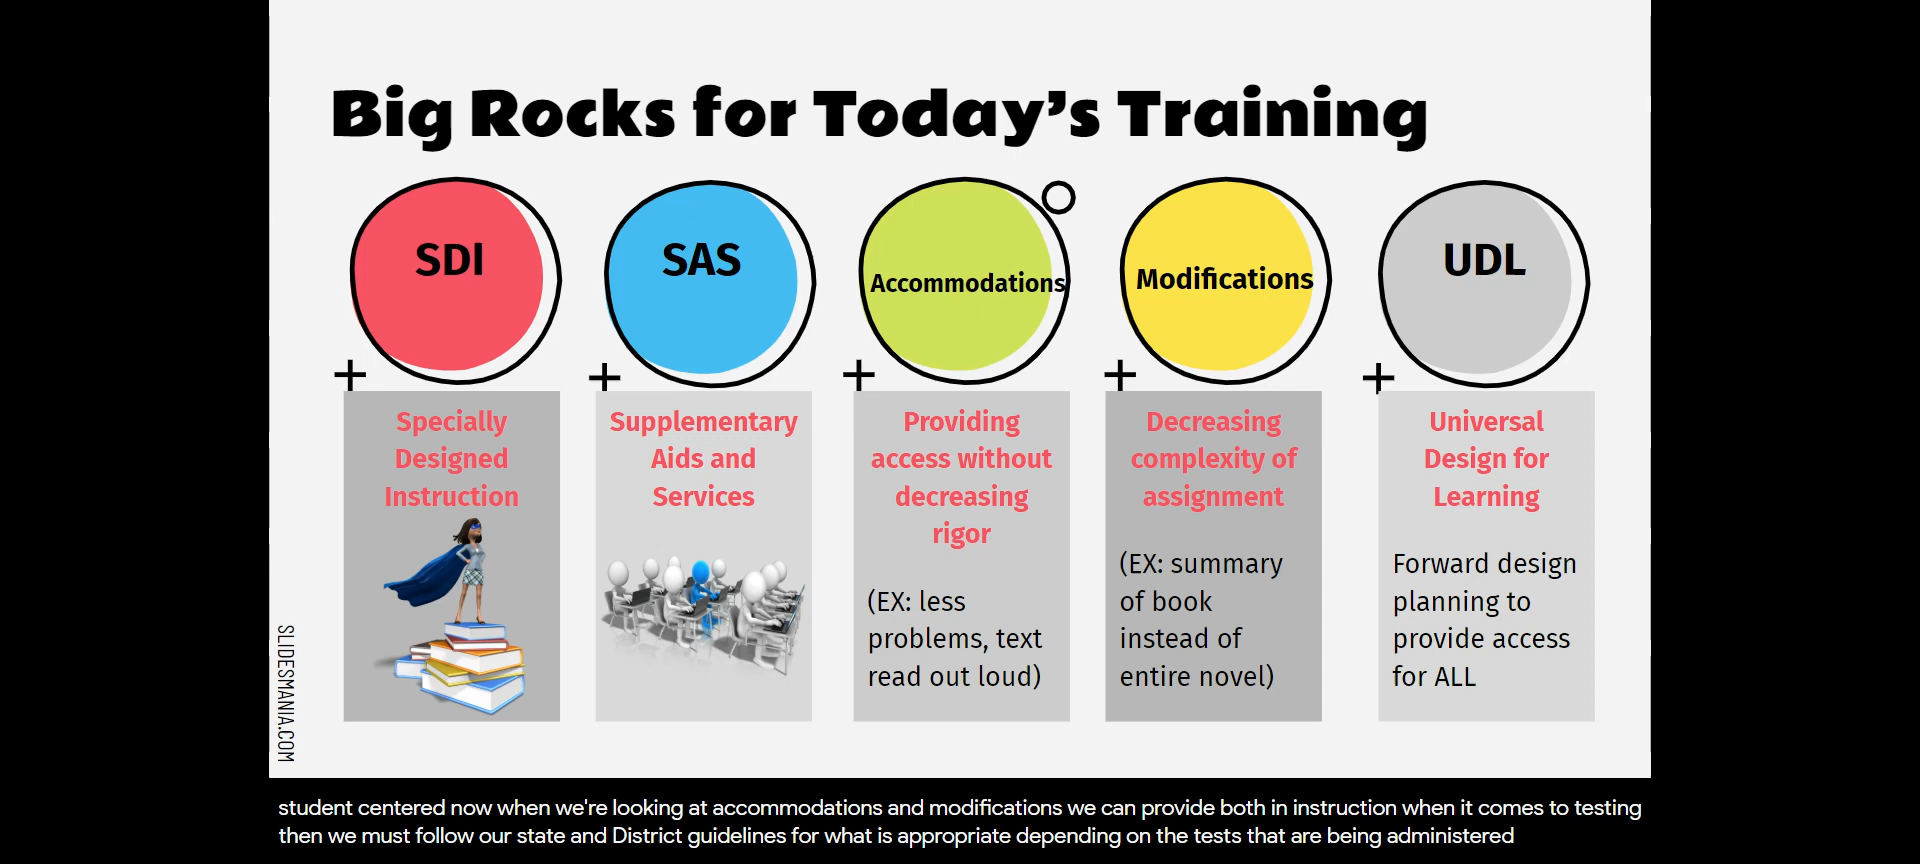 Big Rocks for Today's Training
SDI
SAS
Accommodations
Modifications
UDL
Specially
Designed
Instruction
Supplementary
Aids and
Services
Providing
access without
decreasing
rigor
(EX: less
problems, text
read out loud)
Decreasing
complexity of
assignment
(EX: summary
of book
instead of
entire novel)
Universal
Design for
Learning
Forward design
planning to
provide access
for ALL
SLIDESMANIA.COM
student centered now when we're looking at accommodations and modifications we can provide both in instruction when it comes to testing
then we must follow our state and District guidelines for what is appropriate depending on the tests that are being administered